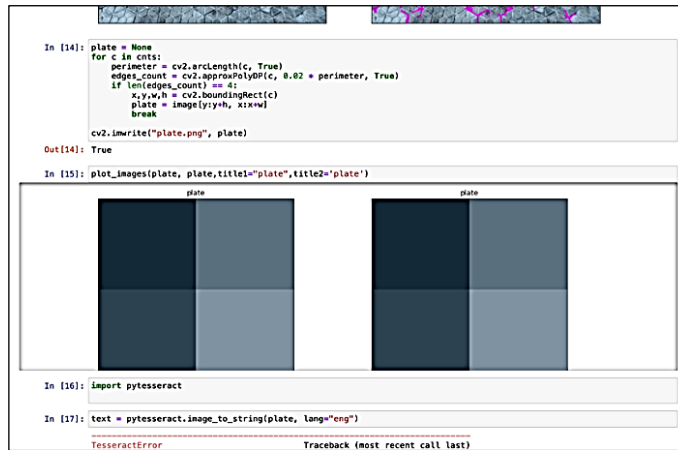 In [14]: plate = None
for c in cnts:
    perimeter = cv2.arcLength(c, True)
    edges_count = cv2.approxPolyDP(c, 0.02 * perimeter, True)
    if len(edges_count) == 4:
        x,y,w,h = cv2.boundingRect(c)
        plate = image[y:y+h, x:x+w]
        break
cv2.imwrite("plate.png", plate)
Out[14]: True
In [15]: plot_images(plate, plate,title1="plate",title2='plate')
plate plate
In [16]: import pytesseract
In [17]: text = pytesseract.image_to_string(plate, lang="eng")
---------------------------------------------------------------------------
TesseractError Traceback (most recent call last)